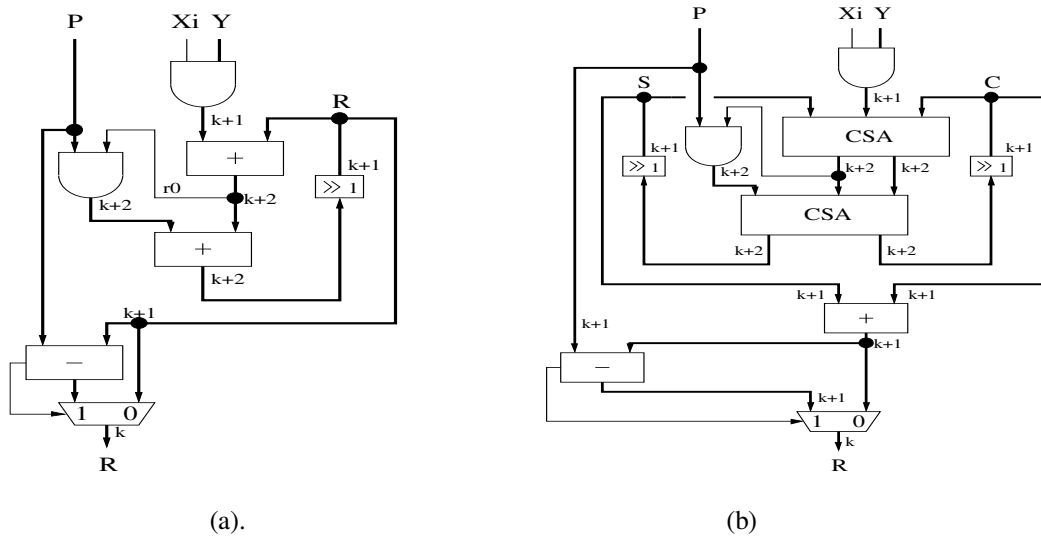 P Xi Y
k+1
R
+
k+1
r0
>> 1
k+2
k+2
+
k+2
k+1
−
1 0
k
R
(a).
P Xi Y
S
k+1
C
CSA
k+1
k+1
>> 1
k+2
k+2
k+2
>> 1
CSA
k+2
k+2
k+1
k+1
+
k+1
k+1
−
k+1
1 0
k
R
(b)